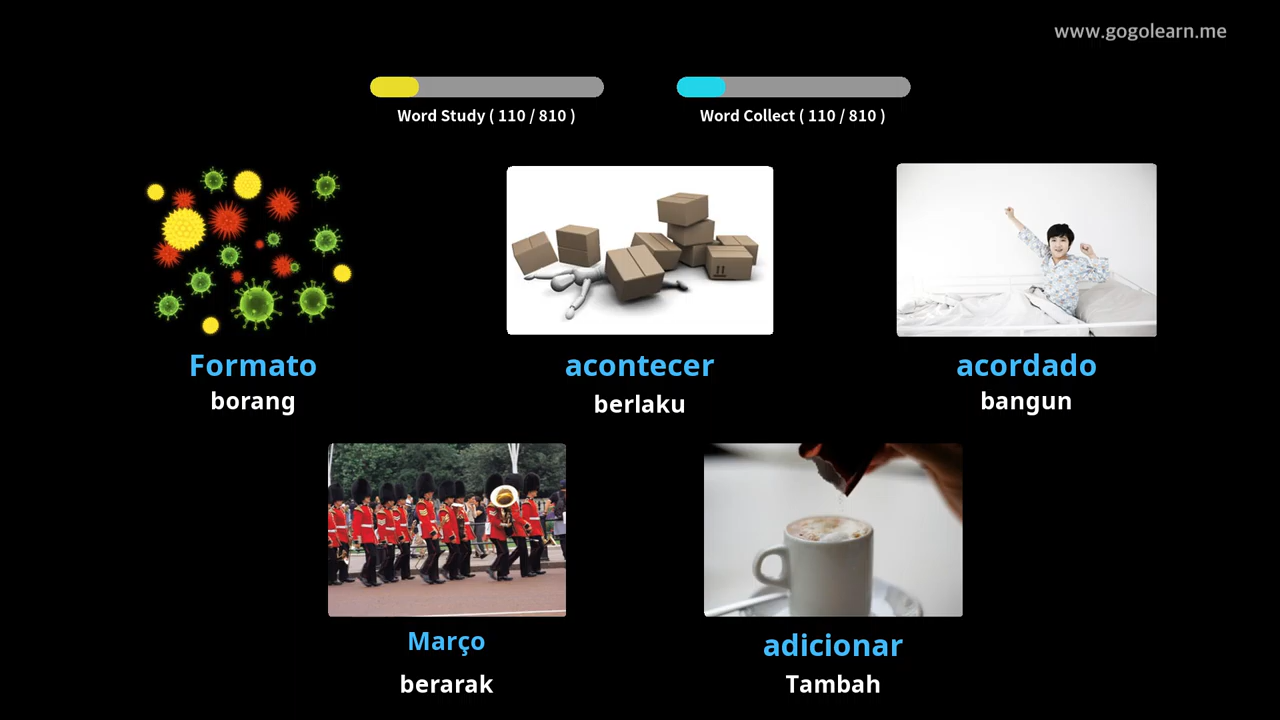 www.gogolearn.me
Word Study ( 110 / 810 )
Word Collect ( 110 / 810 )
Formato
borang
acontecer
berlaku
acordado
bangun
Março
berarak
adicionar
Tambah